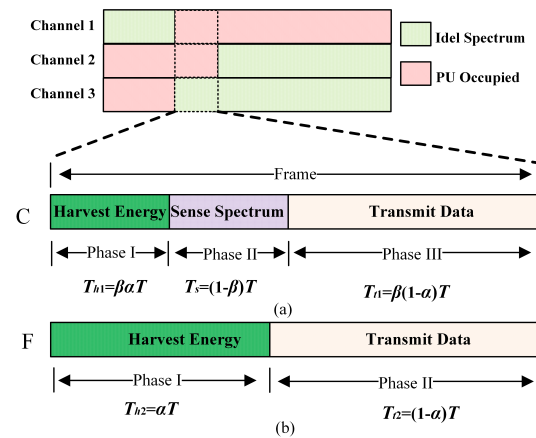 Channel 1
Channel 2
Channel 3
Idel Spectrum
PU Occupied
Frame
C
Harvest Energy
Sense Spectrum
Transmit Data
Phase I
Phase II
Phase III
Th1=βαT
Ts=(1-β)T
Tt1=β(1-α)T
(a)
F
Harvest Energy
Transmit Data
Phase I
Phase II
Th2=αT
Tt2=(1-α)T
(b)